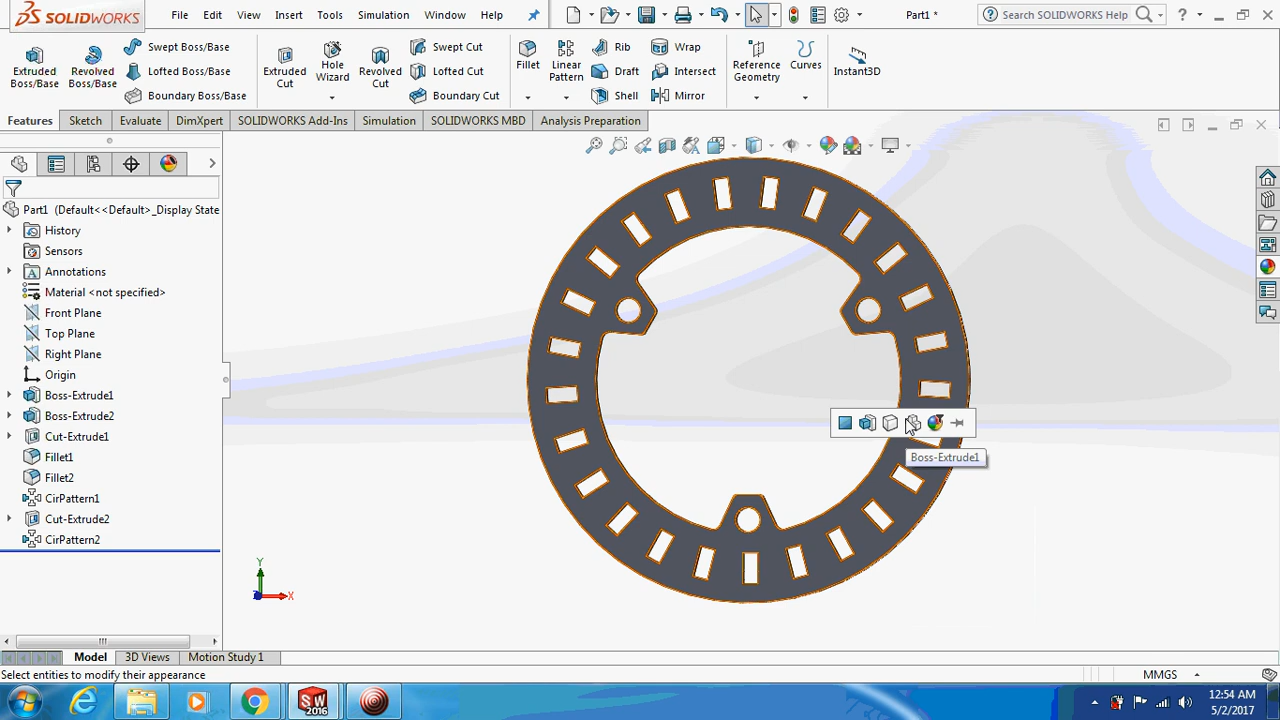 SOLIDWORKS File Edit View Insert Tools Simulation Window Help Part1 * Search SOLIDWORKS Help ?
Extruded Boss/Base
Revolved Boss/Base
Swept Boss/Base
Lofted Boss/Base
Boundary Boss/Base
Extruded Cut
Hole Wizard
Revolved Cut
Swept Cut
Lofted Cut
Boundary Cut
Fillet
Linear Pattern
Rib
Draft
Shell
Wrap
Intersect
Mirror
Reference Geometry
Curves
Instant3D
Features Sketch Evaluate DimXpert SOLIDWORKS Add-Ins Simulation SOLIDWORKS MBD Analysis Preparation
Part1 (Default<<Default>_Display State
History
Sensors
Annotations
Material <not specified>
Front Plane
Top Plane
Right Plane
Origin
Boss-Extrude1
Boss-Extrude2
Cut-Extrude1
Fillet1
Fillet2
CirPattern1
Cut-Extrude2
CirPattern2
Boss-Extrude1
Y
X
Model 3D Views Motion Study 1
Select entities to modify their appearance MMGS
SW 2016
12:54 AM
5/2/2017